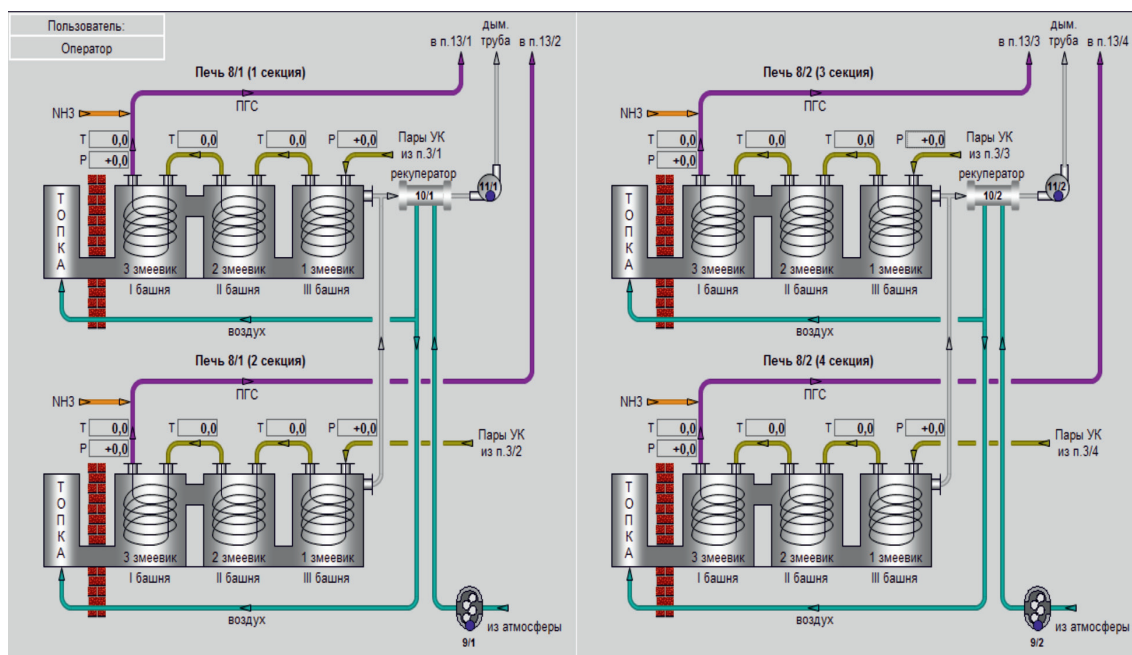 Пользователь:
Оператор
в п.13/1
дым.
труба
в п.13/2
Печь 8/1 (1 секция)
ПГС
NH3
T 0,0
P +0,0
T 0,0
T 0,0
P +0,0
Пары УК
из п.3/1
рекуператор
10/1
11/1
ТОПКА
3 змеевик
2 змеевик
1 змеевик
I башня
II башня
III башня
воздух
Печь 8/1 (2 секция)
ПГС
NH3
T 0,0
P +0,0
T 0,0
T 0,0
P +0,0
Пары УК
из п.3/2
ТОПКА
3 змеевик
2 змеевик
1 змеевик
I башня
II башня
III башня
воздух
из атмосферы
9/1
в п.13/3
дым.
труба
в п.13/4
Печь 8/2 (3 секция)
ПГС
NH3
T 0,0
P +0,0
T 0,0
T 0,0
P +0,0
Пары УК
из п.3/3
рекуператор
10/2
11/2
ТОПКА
3 змеевик
2 змеевик
1 змеевик
I башня
II башня
III башня
воздух
Печь 8/2 (4 секция)
ПГС
NH3
T 0,0
P +0,0
T 0,0
T 0,0
P +0,0
Пары УК
из п.3/4
ТОПКА
3 змеевик
2 змеевик
1 змеевик
I башня
II башня
III башня
воздух
из атмосферы
9/2